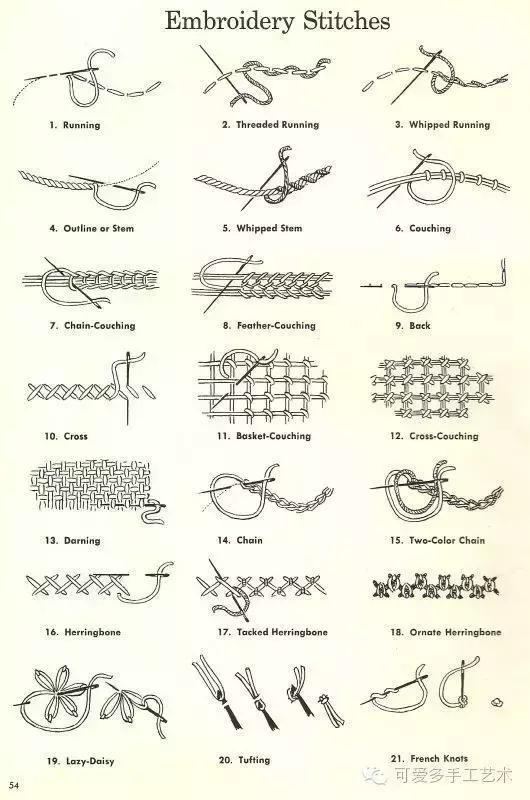 Embroidery Stitches
1. Running
2. Threaded Running
3. Whipped Running
4. Outline or Stem
5. Whipped Stem
6. Couching
7. Chain-Couching
8. Feather-Couching
9. Back
10. Cross
11. Basket-Couching
12. Cross-Couching
13. Darning
14. Chain
15. Two-Color Chain
16. Herringbone
17. Tacked Herringbone
18. Ornate Herringbone
19. Lazy-Daisy
20. Tufting
21. French Knots
54
可爱多手工艺术